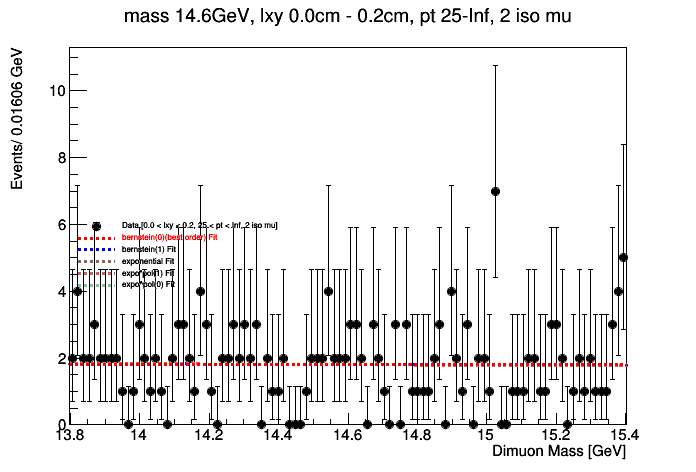 mass 14.6GeV, lxy 0.0cm - 0.2cm, pt 25-Inf, 2 iso mu
Events/ 0.01606 GeV
10
8
6
4
2
0
Data,[0.0 < lxy < 0.2, 25 < pt < Inf, 2 iso mu]
bernstein(0)(best order) Fit
bernstein(1) Fit
exponential Fit
expo*pol(1) Fit
expo*pol(0) Fit
13.8 14 14.2 14.4 14.6 14.8 15 15.2 15.4
Dimuon Mass [GeV]